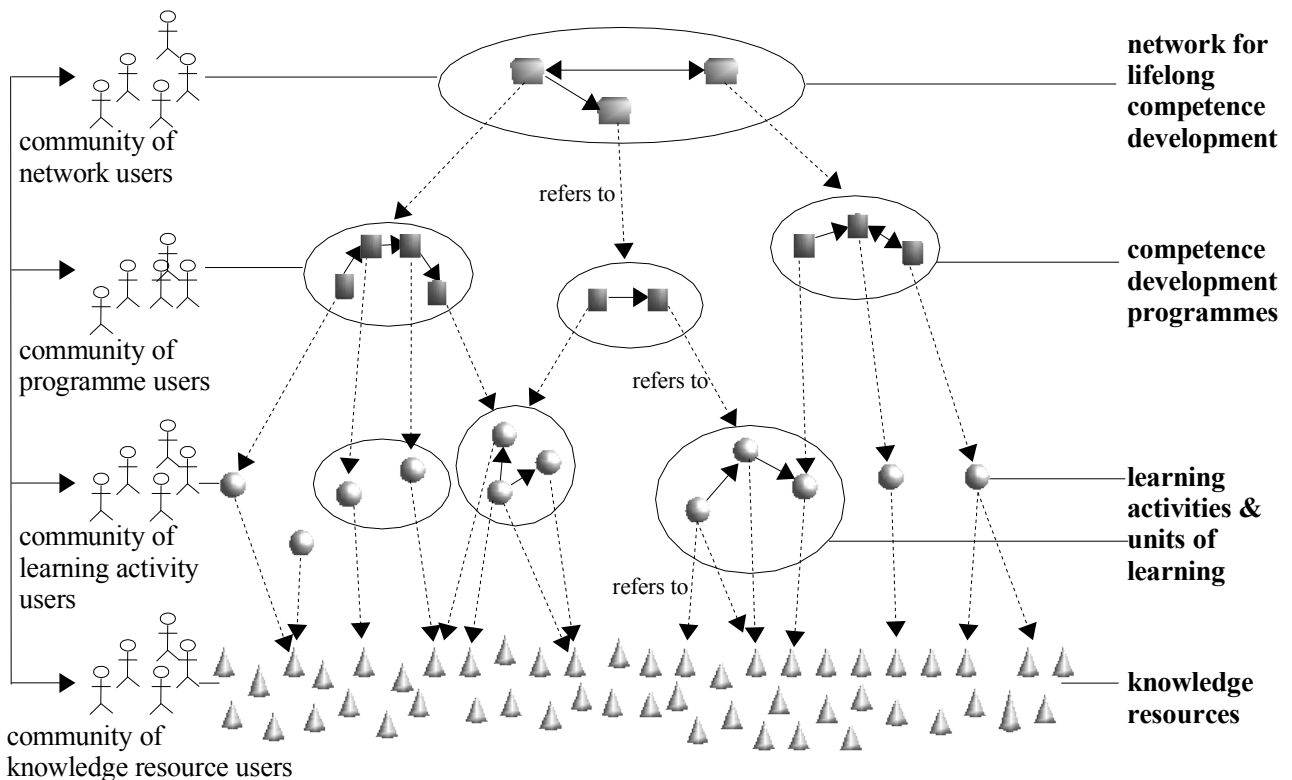 network for
lifelong
competence
development
community of
network users
refers to
competence
development
programmes
community of
programme users
refers to
learning
activities &
units of
learning
community of
learning activity
users
refers to
knowledge
resources
community of
knowledge resource users